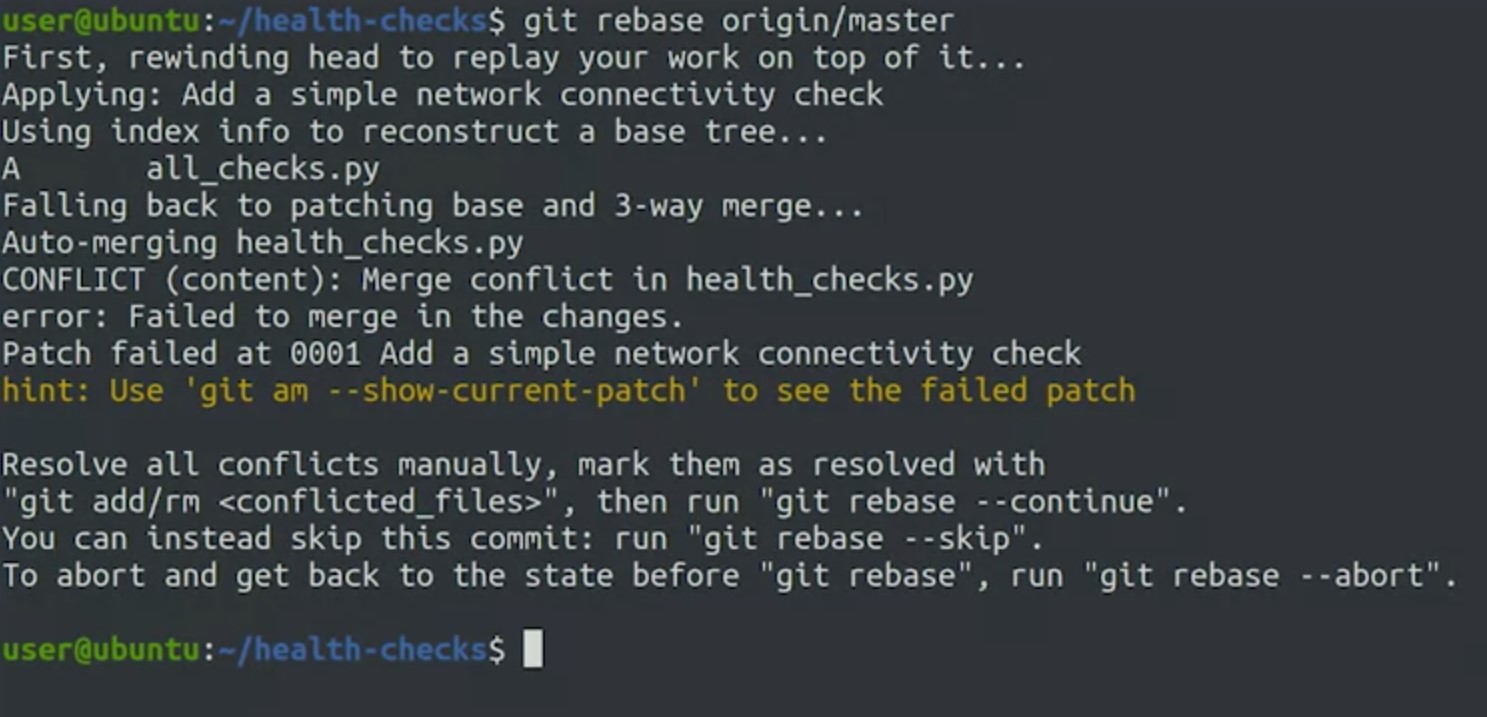 user@ubuntu:~/health-checks$ git rebase origin/master
First, rewinding head to replay your work on top of it...
Applying: Add a simple network connectivity check
Using index info to reconstruct a base tree...
A       all_checks.py
Falling back to patching base and 3-way merge...
Auto-merging health_checks.py
CONFLICT (content): Merge conflict in health_checks.py
error: Failed to merge in the changes.
Patch failed at 0001 Add a simple network connectivity check
hint: Use 'git am --show-current-patch' to see the failed patch
Resolve all conflicts manually, mark them as resolved with
"git add/rm <conflicted_files>", then run "git rebase --continue".
You can instead skip this commit: run "git rebase --skip".
To abort and get back to the state before "git rebase", run "git rebase --abort".
user@ubuntu:~/health-checks$